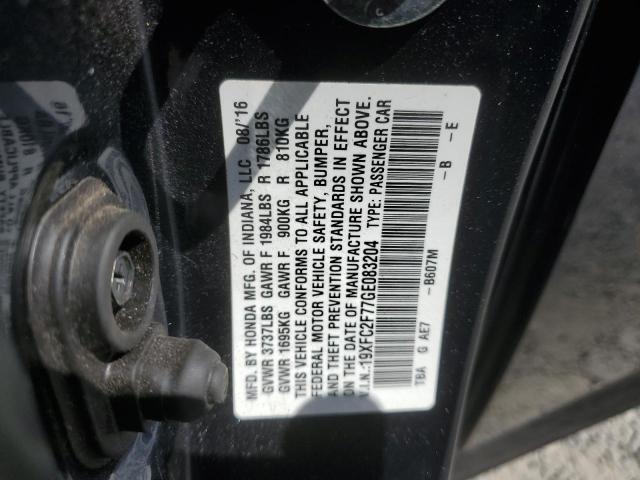 MFD. BY HONDA MFG. OF INDIANA, LLC 08/'16
GVWR 3737LBS GAWR F 1984LBS R 1786LBS
GVWR 1695KG GAWR F 900KG R 810KG
THIS VEHICLE CONFORMS TO ALL APPLICABLE
FEDERAL MOTOR VEHICLE SAFETY, BUMPER,
AND THEFT PREVENTION STANDARDS IN EFFECT
ON THE DATE OF MANUFACTURE SHOWN ABOVE.
V.I.N.:19XFC2F77GE083204 TYPE: PASSENGER CAR
-B607M -B -E
TBA G AE7